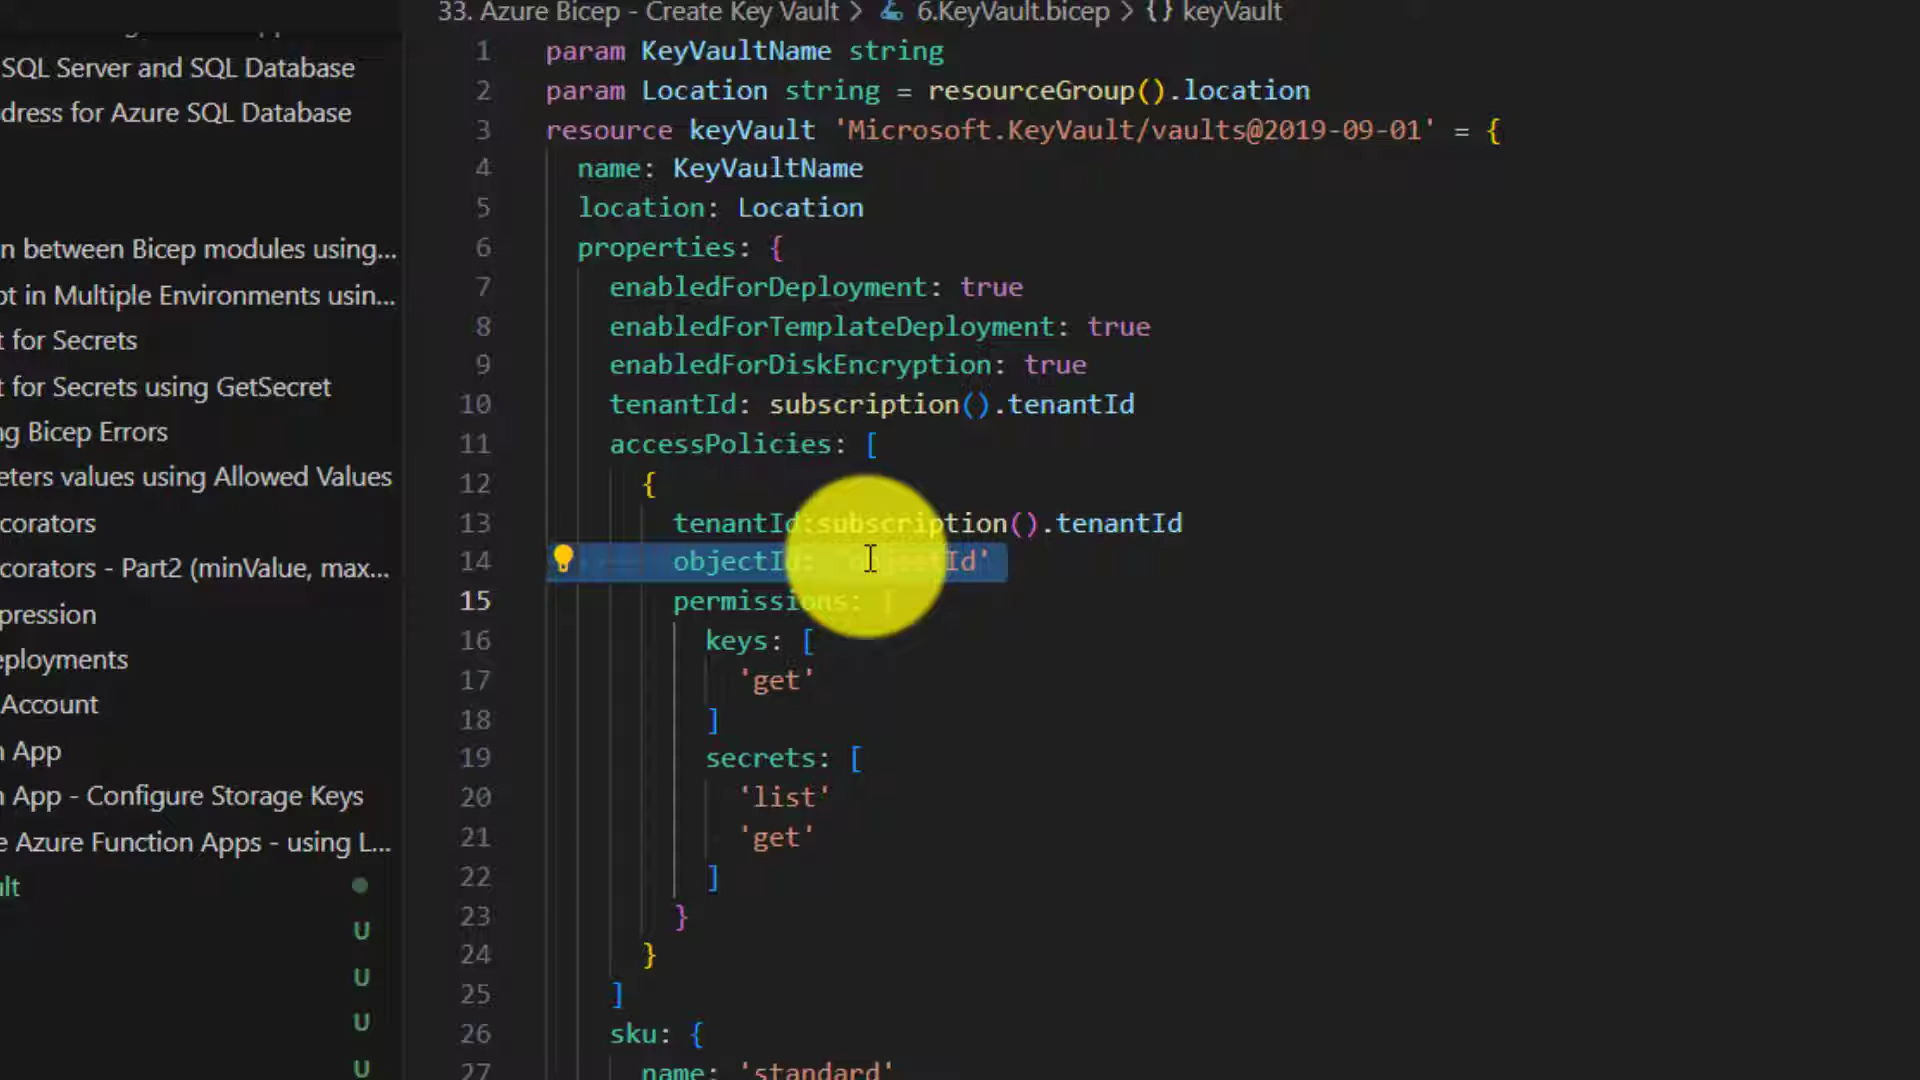 33. Azure Bicep - Create Key Vault > 6.KeyVault.bicep > {} keyVault
SQL Server and SQL Database
dress for Azure SQL Database
n between Bicep modules using...
ot in Multiple Environments usin...
t for Secrets
t for Secrets using GetSecret
ng Bicep Errors
eters values using Allowed Values
corators
corators - Part2 (minValue, max...
pression
eployments
Account
n App
n App - Configure Storage Keys
e Azure Function Apps - using L...
ult
U
U
U
U
1 param KeyVaultName string
2 param Location string = resourceGroup().location
3 resource keyVault 'Microsoft.KeyVault/vaults@2019-09-01' = {
4 name: KeyVaultName
5 location: Location
6 properties: {
7 enabledForDeployment: true
8 enabledForTemplateDeployment: true
9 enabledForDiskEncryption: true
10 tenantId: subscription().tenantId
11 accessPolicies: [
12 {
13 tenantId:subscription().tenantId
14 objectId: 'objectId'
15 permissions: {
16 keys: [
17 'get'
18 ]
19 secrets: [
20 'list'
21 'get'
22 ]
23 }
24 }
25 ]
26 sku: {
27 name: 'standard'